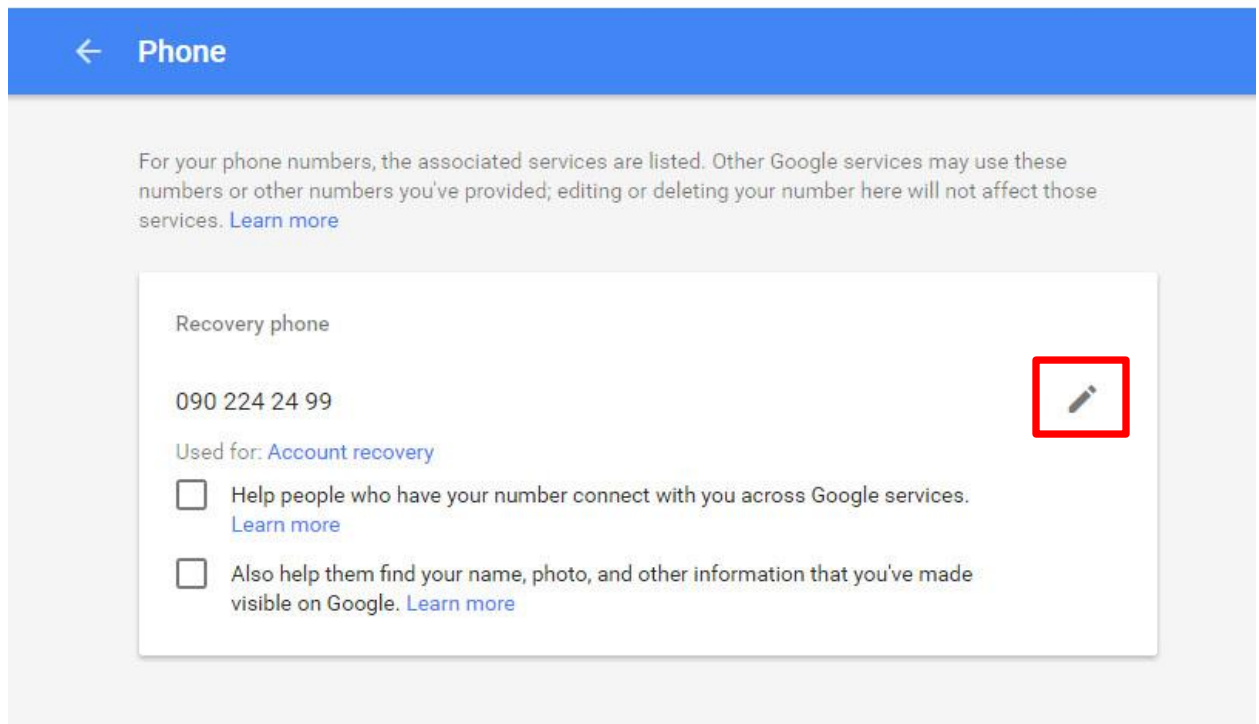 Phone
For your phone numbers, the associated services are listed. Other Google services may use these
numbers or other numbers you've provided; editing or deleting your number here will not affect those
services. Learn more
Recovery phone
090 224 24 99
Used for: Account recovery
Help people who have your number connect with you across Google services.
Learn more
Also help them find your name, photo, and other information that you've made
visible on Google. Learn more